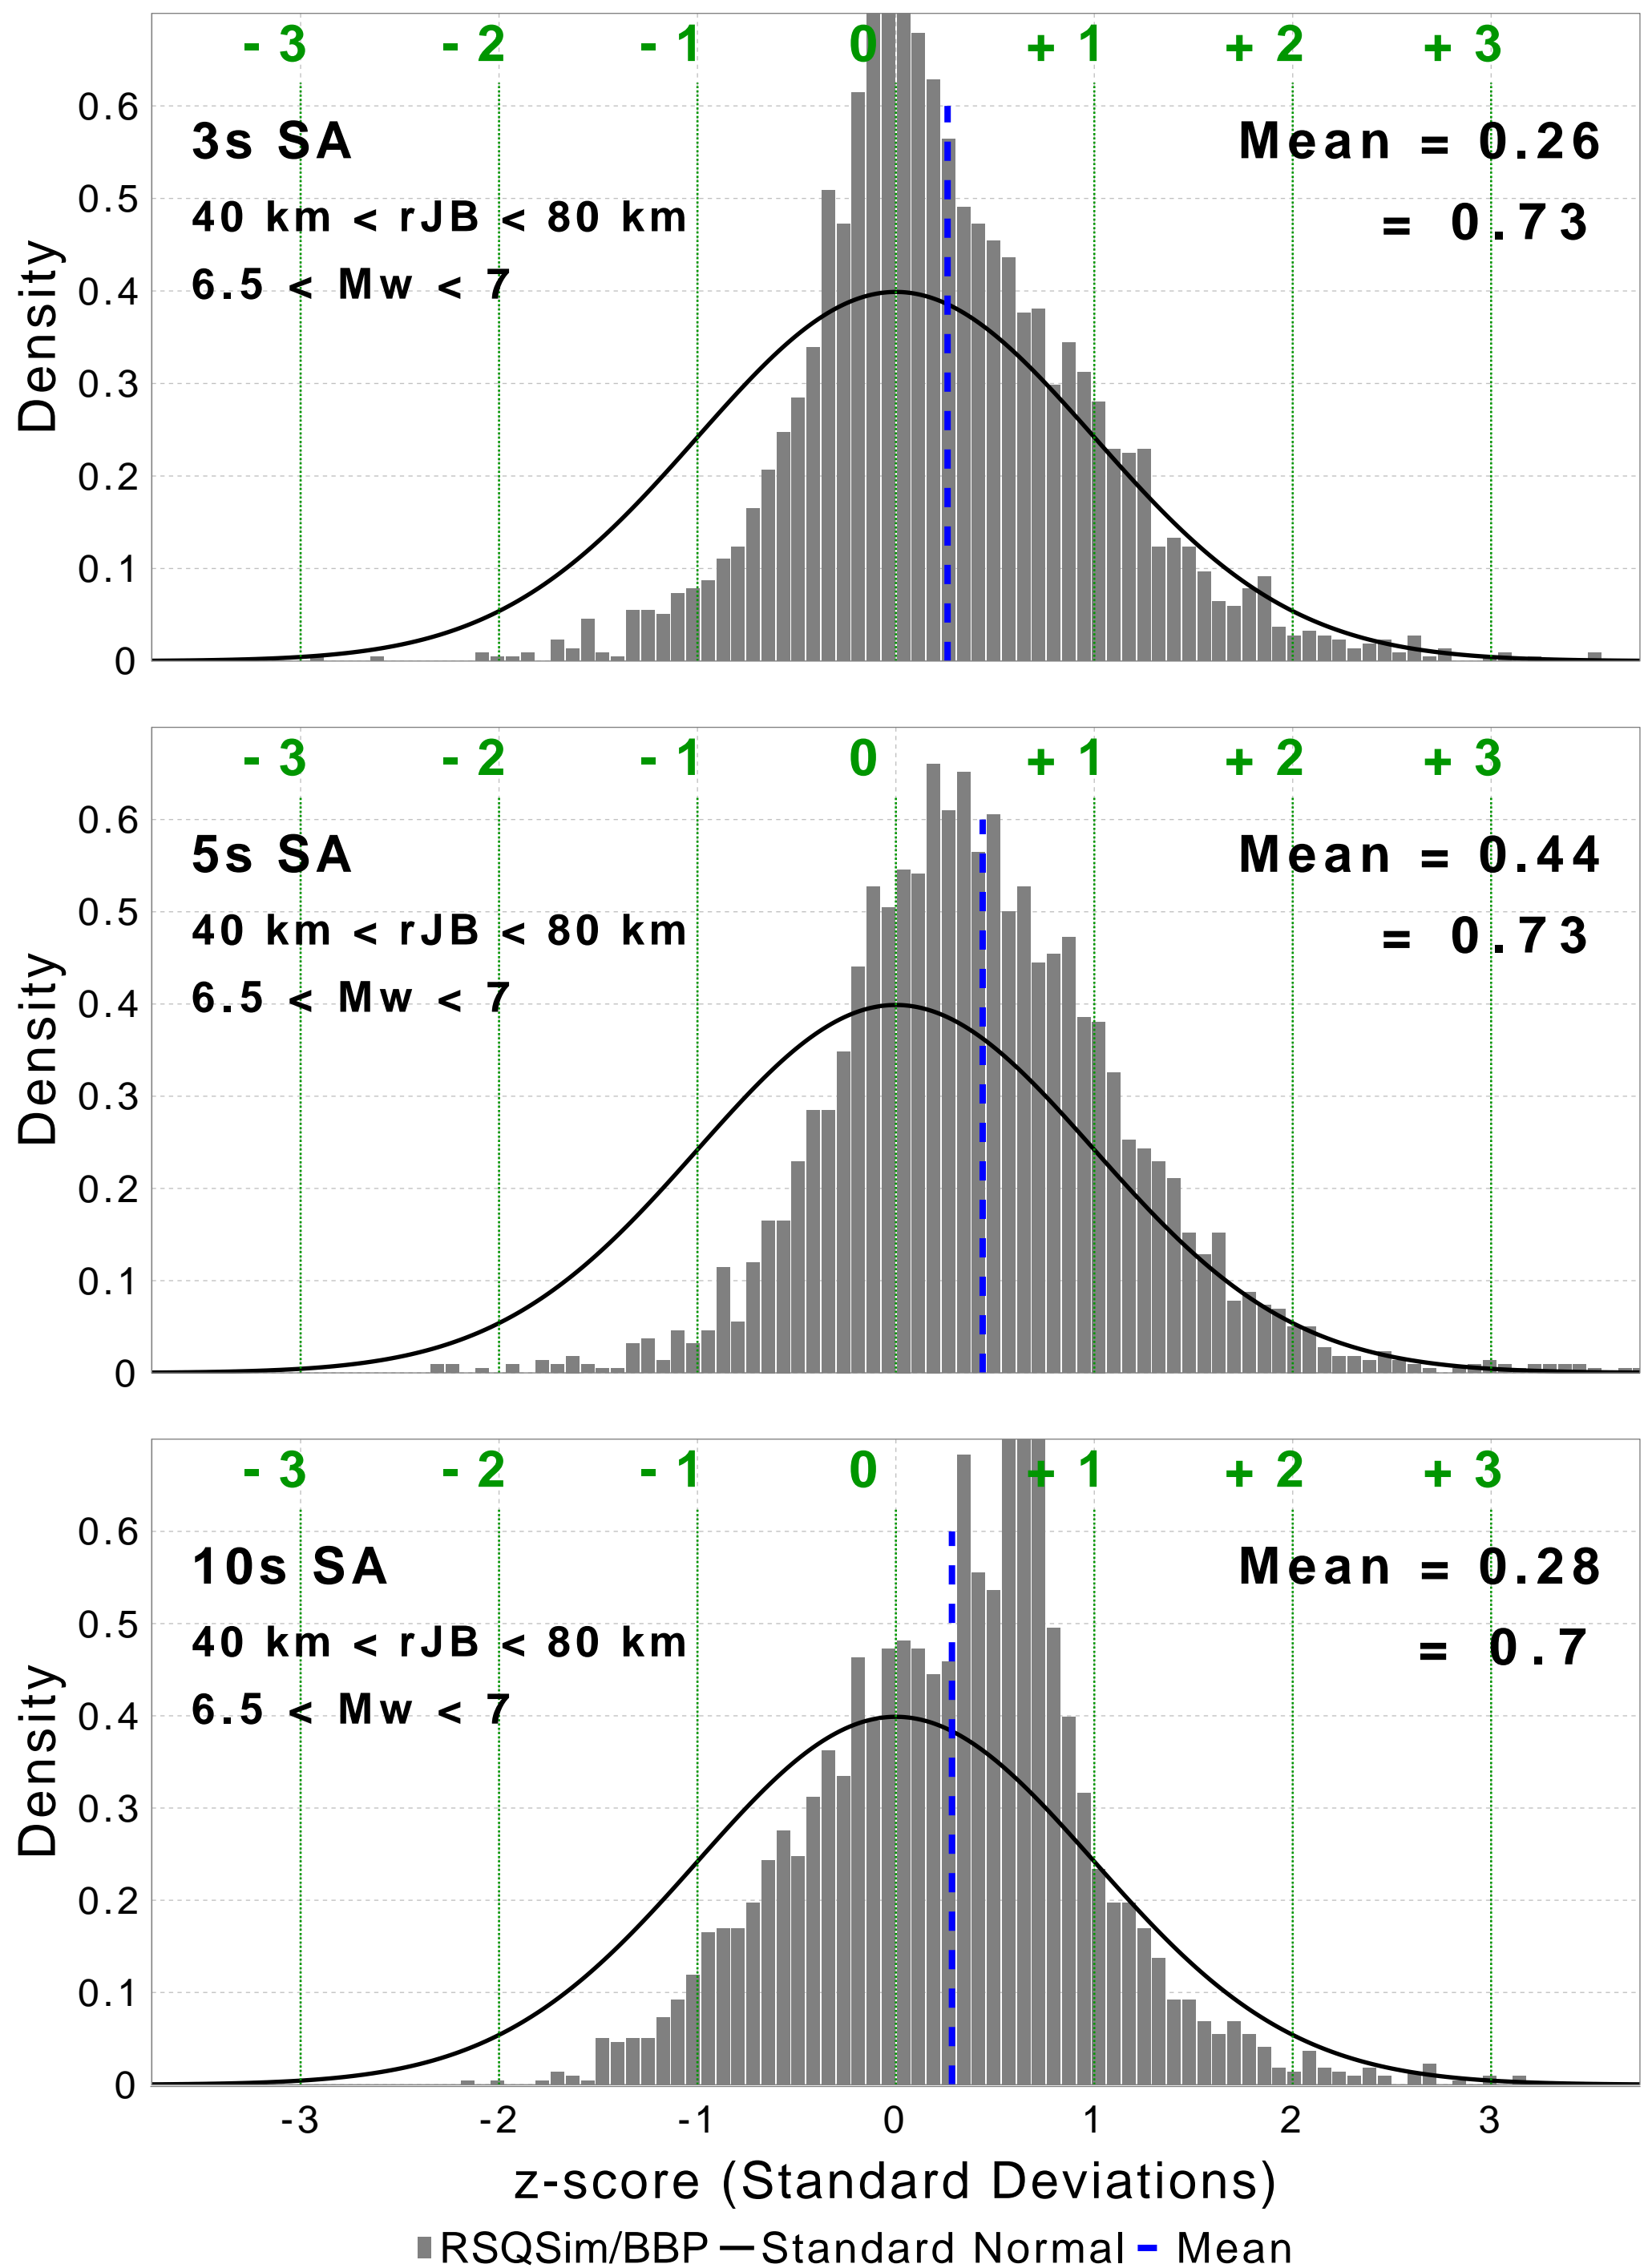 - 3 - 2 - 1 0 + 1 + 2 + 3
0.6
3s SA Mean = 0.26
0.5
40 km < rJB < 80 km = 0.73
6.5 < Mw < 7
0.4
0.3
0.2
0.1
0
Density
- 3 - 2 - 1 0 + 1 + 2 + 3
0.6
5s SA Mean = 0.44
0.5
40 km < rJB < 80 km = 0.73
6.5 < Mw < 7
0.4
0.3
0.2
0.1
0
Density
- 3 - 2 - 1 0 + 1 + 2 + 3
0.6
10s SA Mean = 0.28
0.5
40 km < rJB < 80 km = 0.7
6.5 < Mw < 7
0.4
0.3
0.2
0.1
0
Density
-3 -2 -1 0 1 2 3
z-score (Standard Deviations)
RSQSim/BBP Standard Normal Mean